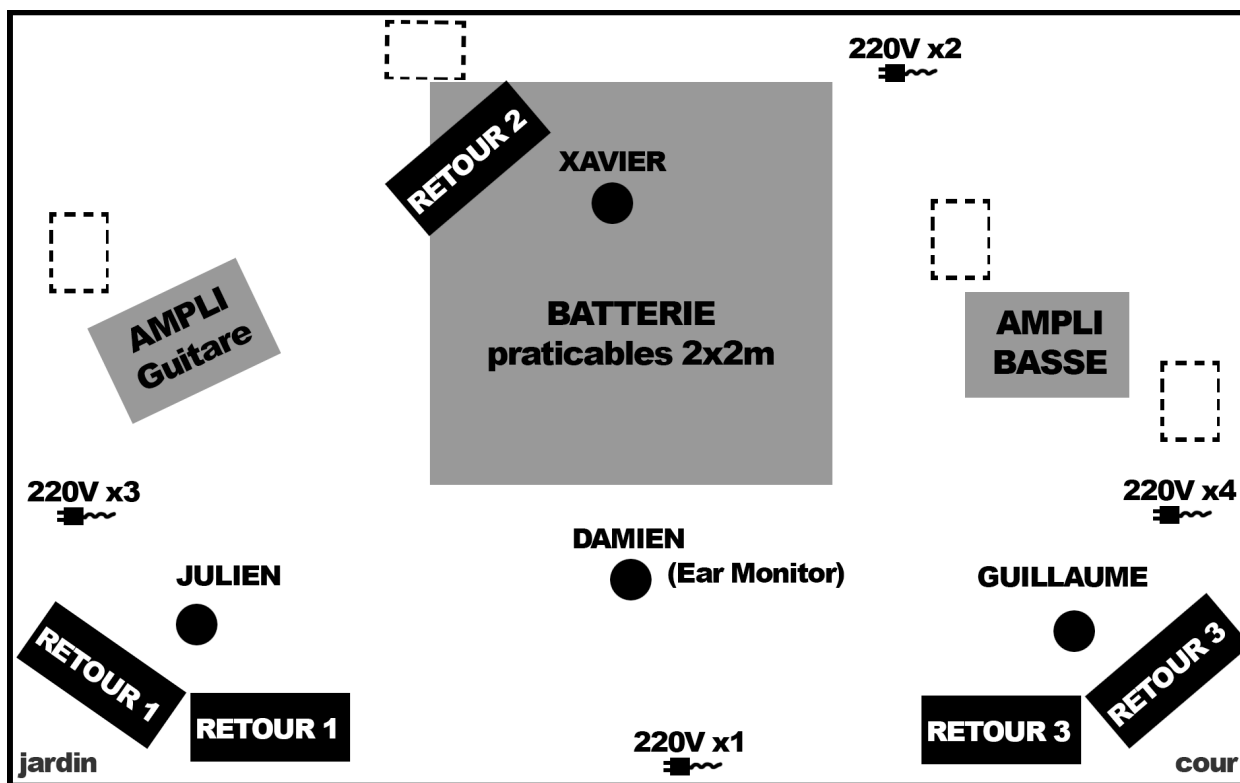 220V x2
RETOUR 2
XAVIER
AMPLI
Guitare
BATTERIE
praticables 2x2m
AMPLI
BASSE
220V x3
220V x4
DAMIEN
(Ear Monitor)
JULIEN
GUILLAUME
RETOUR 1
RETOUR 1
RETOUR 3
RETOUR 3
220V x1
jardin
cour